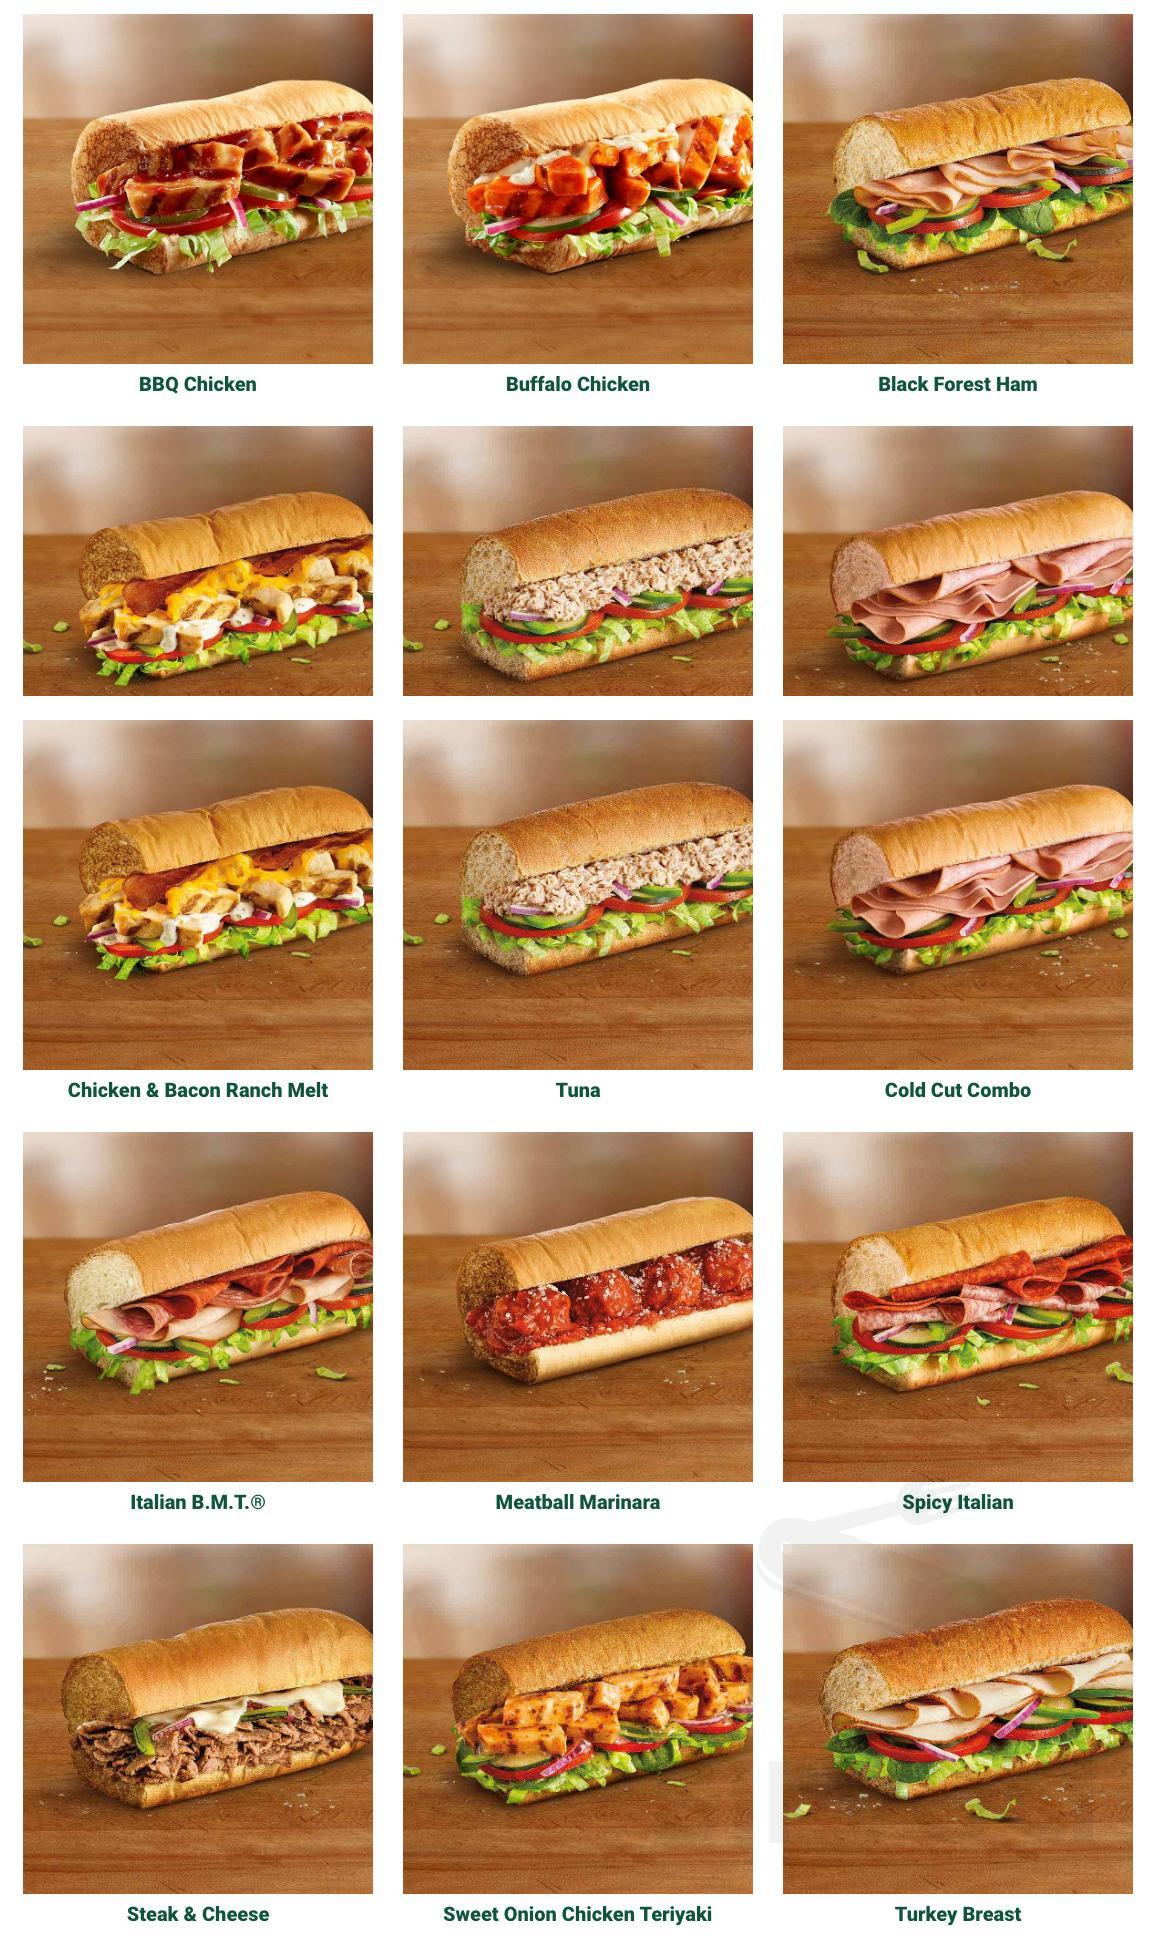 BBQ Chicken
Buffalo Chicken
Black Forest Ham
Chicken & Bacon Ranch Melt
Tuna
Cold Cut Combo
Italian B.M.T.®
Meatball Marinara
Spicy Italian
Steak & Cheese
Sweet Onion Chicken Teriyaki
Turkey Breast